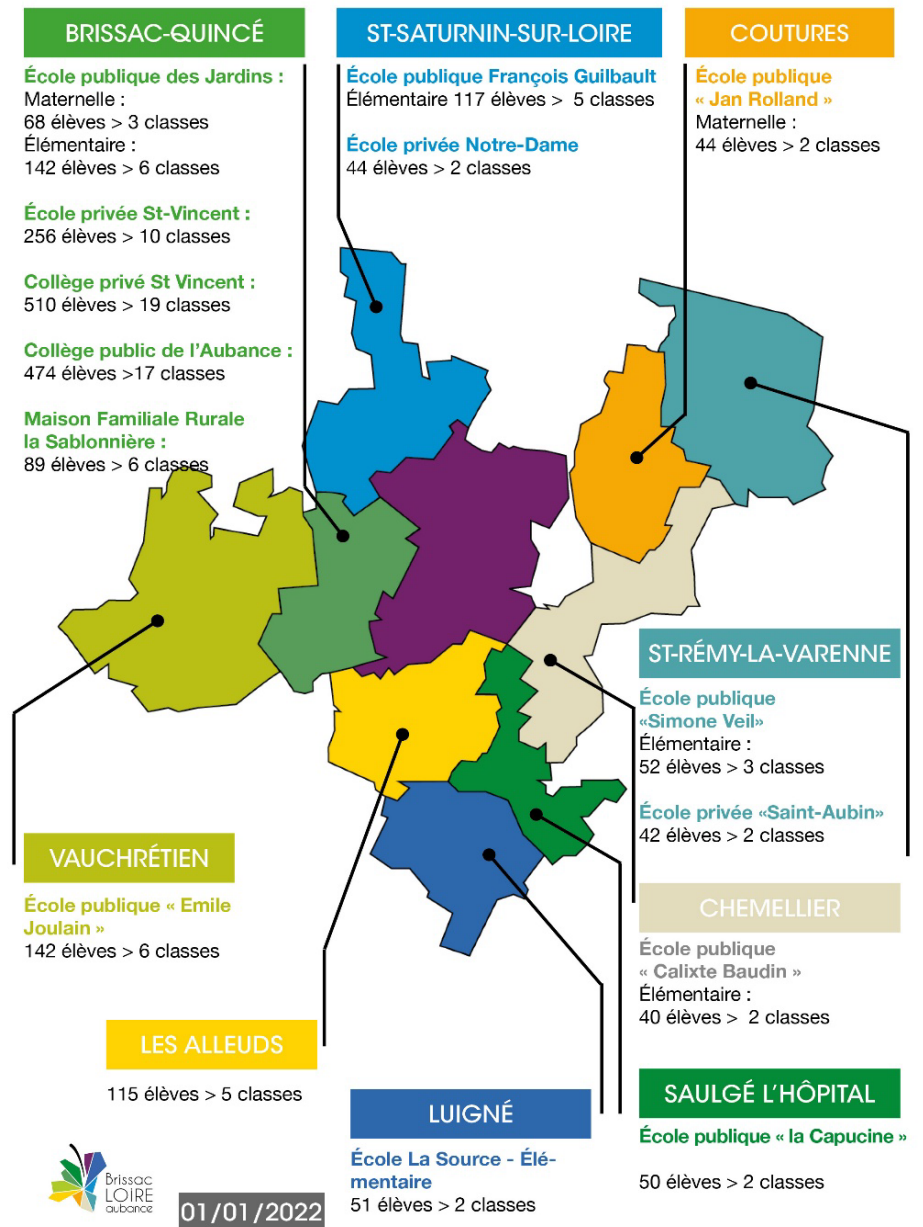 BRISSAC-QUINCÉ
École publique des Jardins :
Maternelle :
68 élèves > 3 classes
Élémentaire :
142 élèves > 6 classes
École privée St-Vincent :
256 élèves > 10 classes
Collège privé St Vincent :
510 élèves > 19 classes
Collège public de l'Aubance :
474 élèves >17 classes
Maison Familiale Rurale
la Sablonnière :
89 élèves > 6 classes
ST-SATURNIN-SUR-LOIRE
École publique François Guilbault
Élémentaire 117 élèves > 5 classes
École privée Notre-Dame
44 élèves > 2 classes
COUTURES
École publique
« Jan Rolland »
Maternelle :
44 élèves > 2 classes
ST-RÉMY-LA-VARENNE
École publique
«Simone Veil»
Élémentaire :
52 élèves > 3 classes
École privée «Saint-Aubin»
42 élèves > 2 classes
VAUCHRÉTIEN
École publique « Emile
Joulain »
142 élèves > 6 classes
CHEMELLIER
École publique
« Calixte Baudin »
Élémentaire :
40 élèves > 2 classes
LES ALLEUDS
115 élèves > 5 classes
LUIGNÉ
École La Source - Élé-
mentaire
51 élèves > 2 classes
SAULGÉ L'HÔPITAL
École publique « la Capucine »
50 élèves > 2 classes
Brissac
LOIRE
aubance
01/01/2022